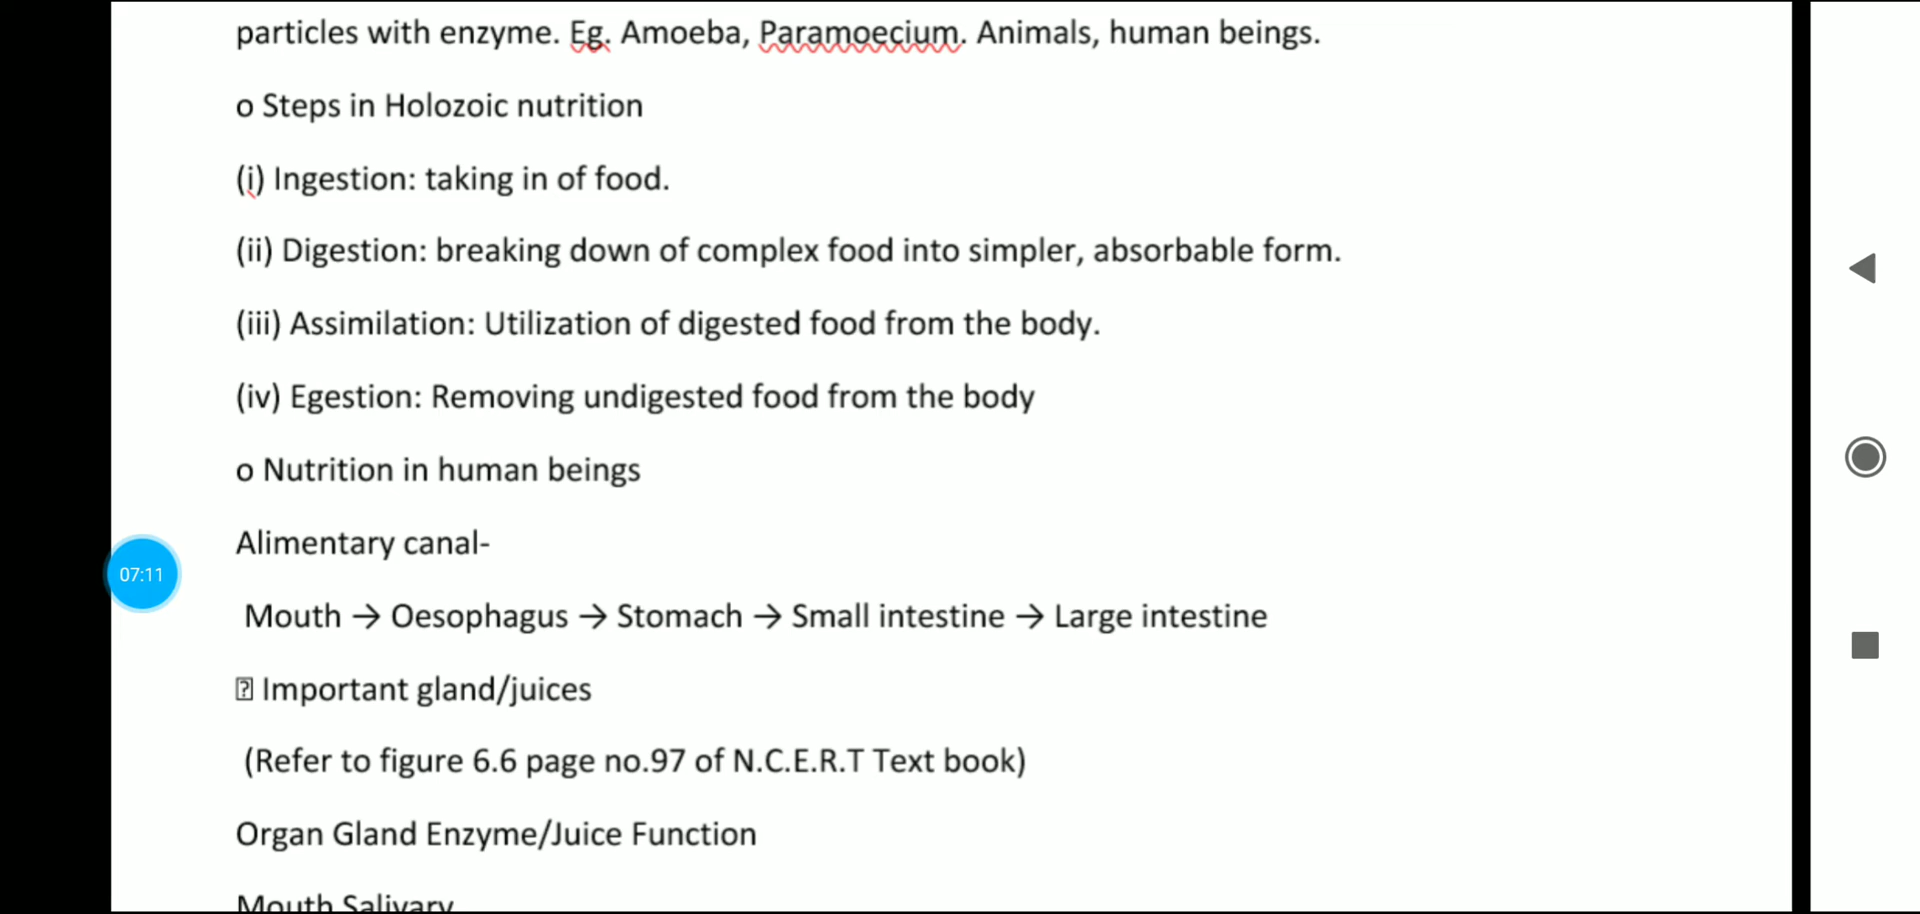 particles with enzyme. Eg. Amoeba, Paramoecium. Animals, human beings.
o Steps in Holozoic nutrition
(i) Ingestion: taking in of food.
(ii) Digestion: breaking down of complex food into simpler, absorbable form.
(iii) Assimilation: Utilization of digested food from the body.
(iv) Egestion: Removing undigested food from the body
o Nutrition in human beings
Alimentary canal-
07:11
Mouth → Oesophagus → Stomach → Small intestine → Large intestine
⍰ Important gland/juices
(Refer to figure 6.6 page no.97 of N.C.E.R.T Text book)
Organ Gland Enzyme/Juice Function
Mouth Salivary